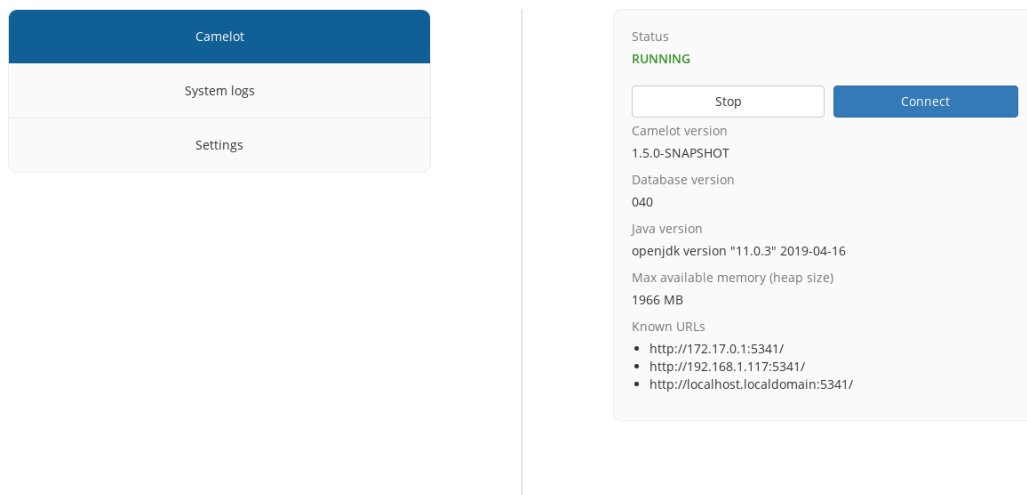 Camelot
System logs
Settings
Status
RUNNING
Stop
Connect
Camelot version
1.5.0-SNAPSHOT
Database version
040
Java version
openjdk version "11.0.3" 2019-04-16
Max available memory (heap size)
1966 MB
Known URLs
http://172.17.0.1:5341/
http://192.168.1.117:5341/
http://localhost.localdomain:5341/